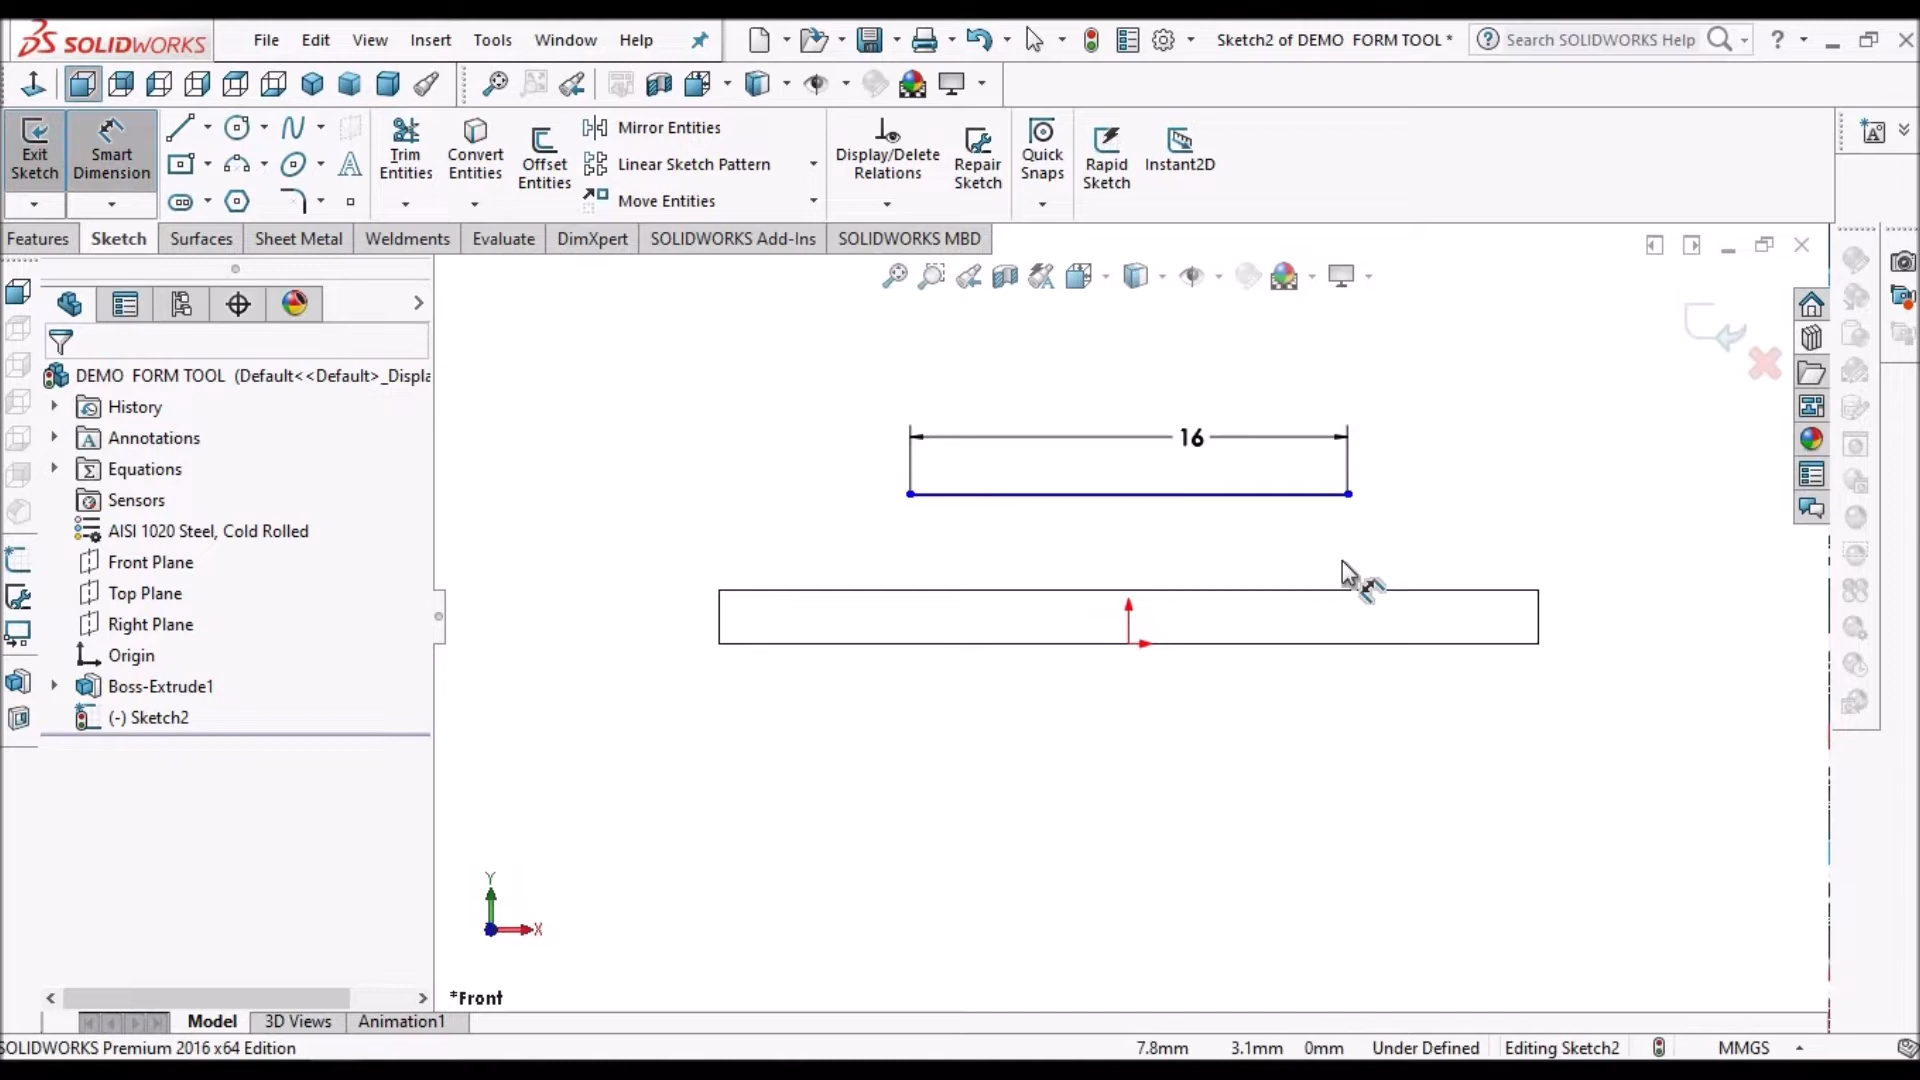 SOLIDWORKS File Edit View Insert Tools Window Help Sketch2 of DEMO FORM TOOL * Search SOLIDWORKS Help ?
Exit Sketch
Smart Dimension
Trim Entities
Convert Entities
Offset Entities
Mirror Entities
Linear Sketch Pattern
Move Entities
Display/Delete Relations
Repair Sketch
Quick Snaps
Rapid Sketch
Instant2D
Features Sketch Surfaces Sheet Metal Weldments Evaluate DimXpert SOLIDWORKS Add-Ins SOLIDWORKS MBD
DEMO FORM TOOL (Default<<Default>_Displa
History
Annotations
Equations
Sensors
AISI 1020 Steel, Cold Rolled
Front Plane
Top Plane
Right Plane
Origin
Boss-Extrude1
(-) Sketch2
16
Y
X
*Front
Model 3D Views Animation1
SOLIDWORKS Premium 2016 x64 Edition 7.8mm 3.1mm 0mm Under Defined Editing Sketch2 MMGS